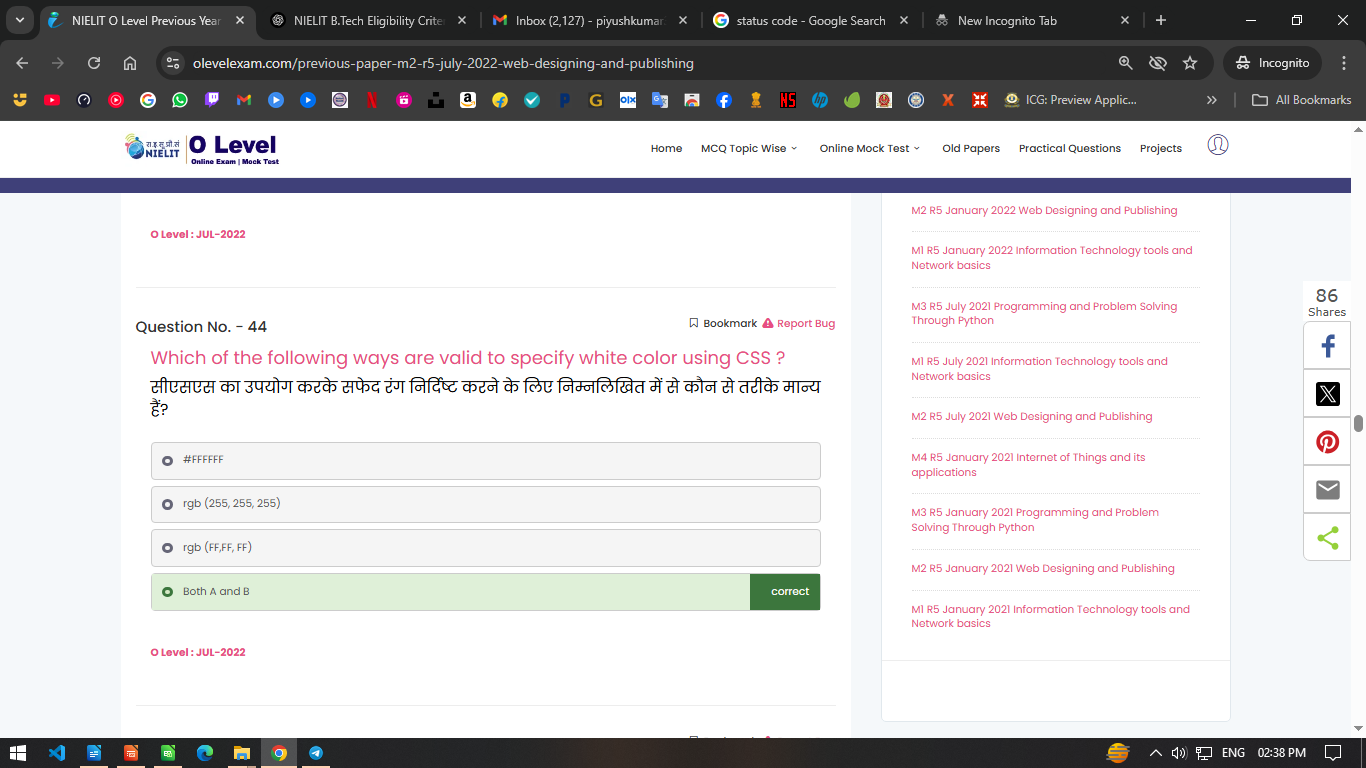 NIELIT O Level Previous Year
NIELIT B.Tech Eligibility Criter
Inbox (2,127) - piyushkumar
status code - Google Search
New Incognito Tab
olevelexam.com/previous-paper-m2-r5-july-2022-web-designing-and-publishing
Incognito
ICG: Preview Applic...
All Bookmarks
रा.इ.सू.प्रौ.सं
NIELIT
O Level
Online Exam | Mock Test
Home
MCQ Topic Wise
Online Mock Test
Old Papers
Practical Questions
Projects
O Level : JUL-2022
Question No. - 44
Bookmark
Report Bug
Which of the following ways are valid to specify white color using CSS ?
सीएसएस का उपयोग करके सफेद रंग निर्दिष्ट करने के लिए निम्नलिखित में से कौन से तरीके मान्य
हैं?
#FFFFFF
rgb (255, 255, 255)
rgb (FF,FF, FF)
Both A and B
correct
O Level : JUL-2022
M2 R5 January 2022 Web Designing and Publishing
M1 R5 January 2022 Information Technology tools and
Network basics
M3 R5 July 2021 Programming and Problem Solving
Through Python
M1 R5 July 2021 Information Technology tools and
Network basics
M2 R5 July 2021 Web Designing and Publishing
M4 R5 January 2021 Internet of Things and its
applications
M3 R5 January 2021 Programming and Problem
Solving Through Python
M2 R5 January 2021 Web Designing and Publishing
M1 R5 January 2021 Information Technology tools and
Network basics
86
Shares
ENG
02:38 PM